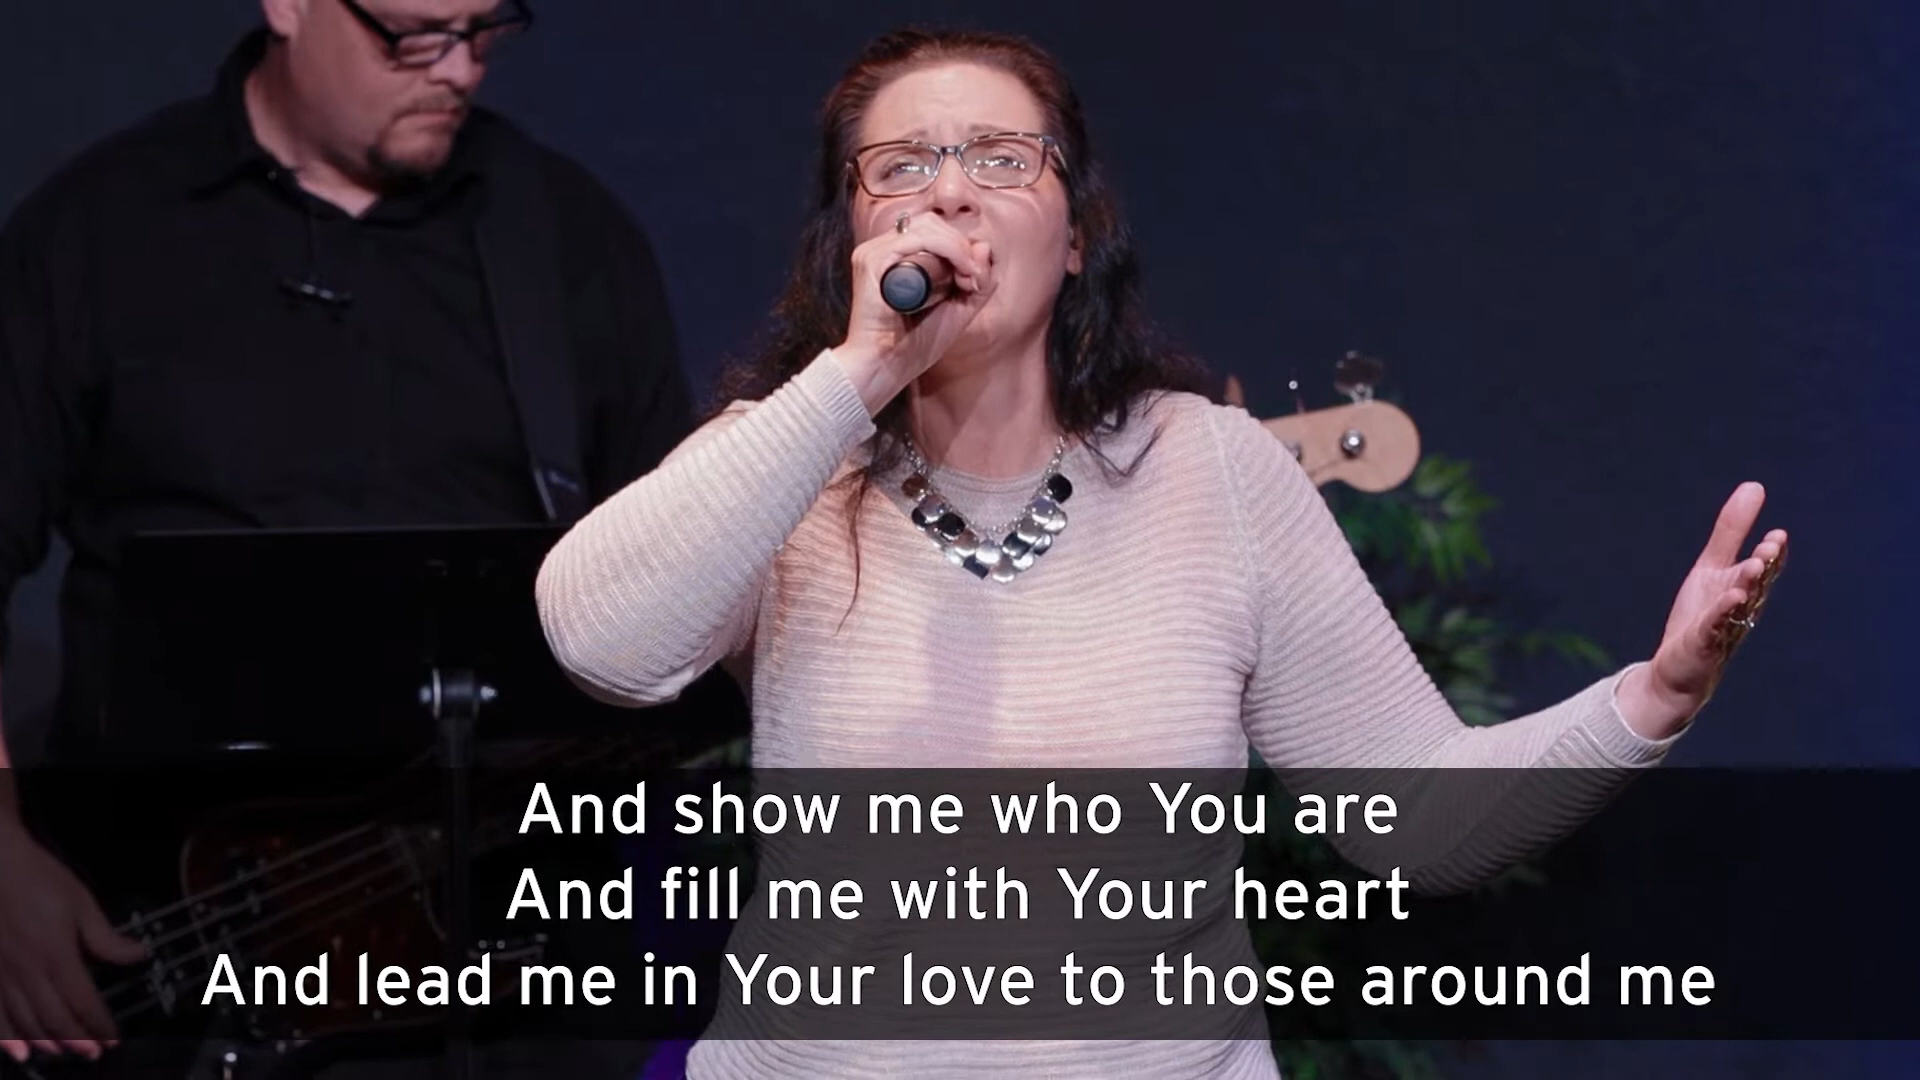 And show me who You are
And fill me with Your heart
And lead me in Your love to those around me